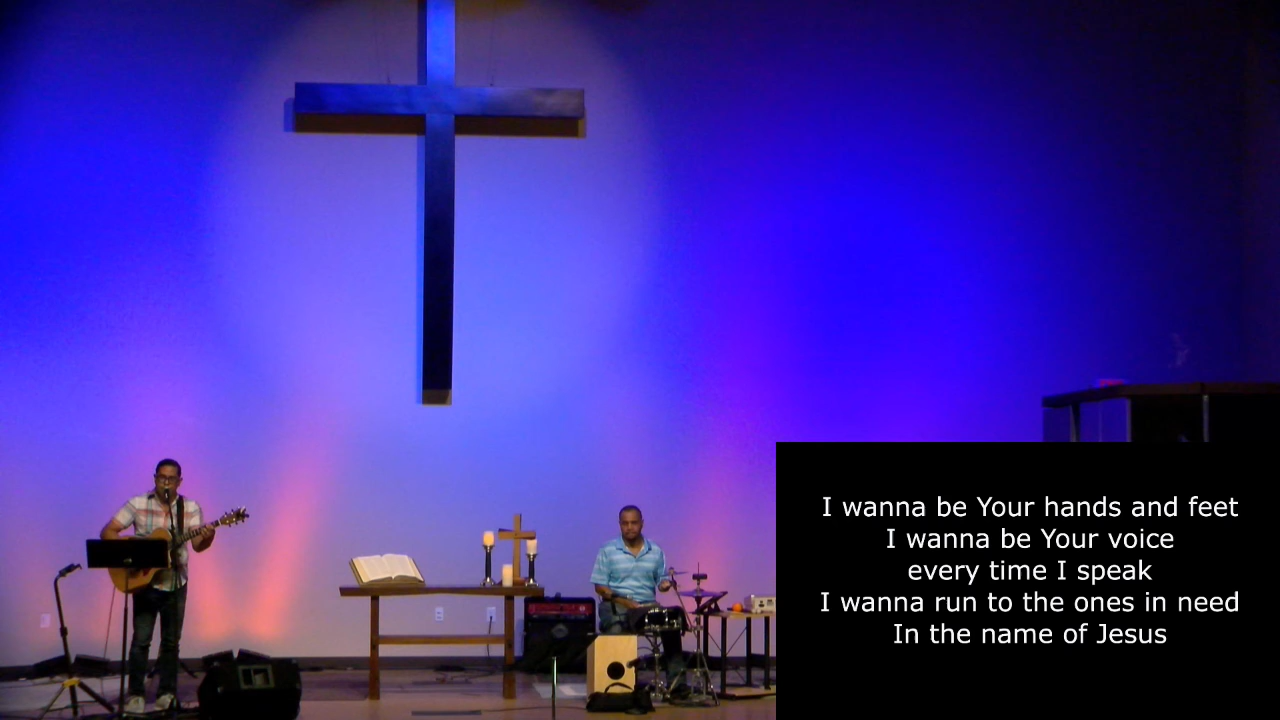 I wanna be Your hands and feet
I wanna be Your voice
every time I speak
I wanna run to the ones in need
In the name of Jesus